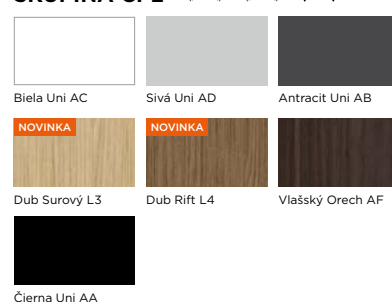 Biela Uni AC
Sivá Uni AD
Antracit Uni AB
NOVINKA
NOVINKA
Dub Surový L3
Dub Rift L4
Vlašský Orech AF
Čierna Uni AA